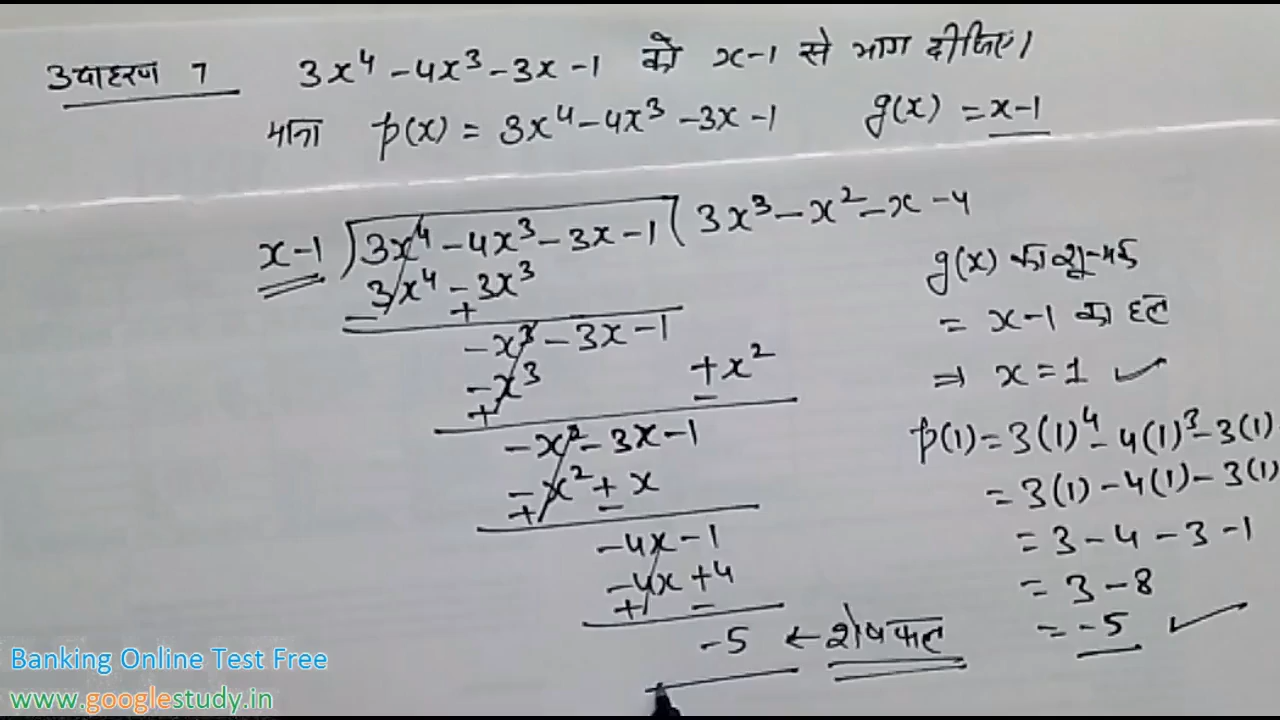 उदाहरण 7 3x⁴ - 4x³ - 3x - 1 को x-1 से भाग दीजिए।
माना p(x) = 3x⁴ - 4x³ - 3x - 1 g(x) = x-1
x-1 ) 3x⁴ - 4x³ - 3x - 1 ( 3x³ - x² - x - 4
3x⁴ - 3x³
- +
-x³ - 3x - 1
-x³ + x²
+ -
-x² - 3x - 1
-x² + x
+ -
-4x - 1
-4x + 4
+ -
-5 ← शेषफल
g(x) का शून्यक
= x-1 का हल
⇒ x = 1 ✓
p(1) = 3(1)⁴ - 4(1)³ - 3(1)
= 3(1) - 4(1) - 3(1)
= 3 - 4 - 3 - 1
= 3 - 8
= -5 ✓
Banking Online Test Free
www.googlestudy.in